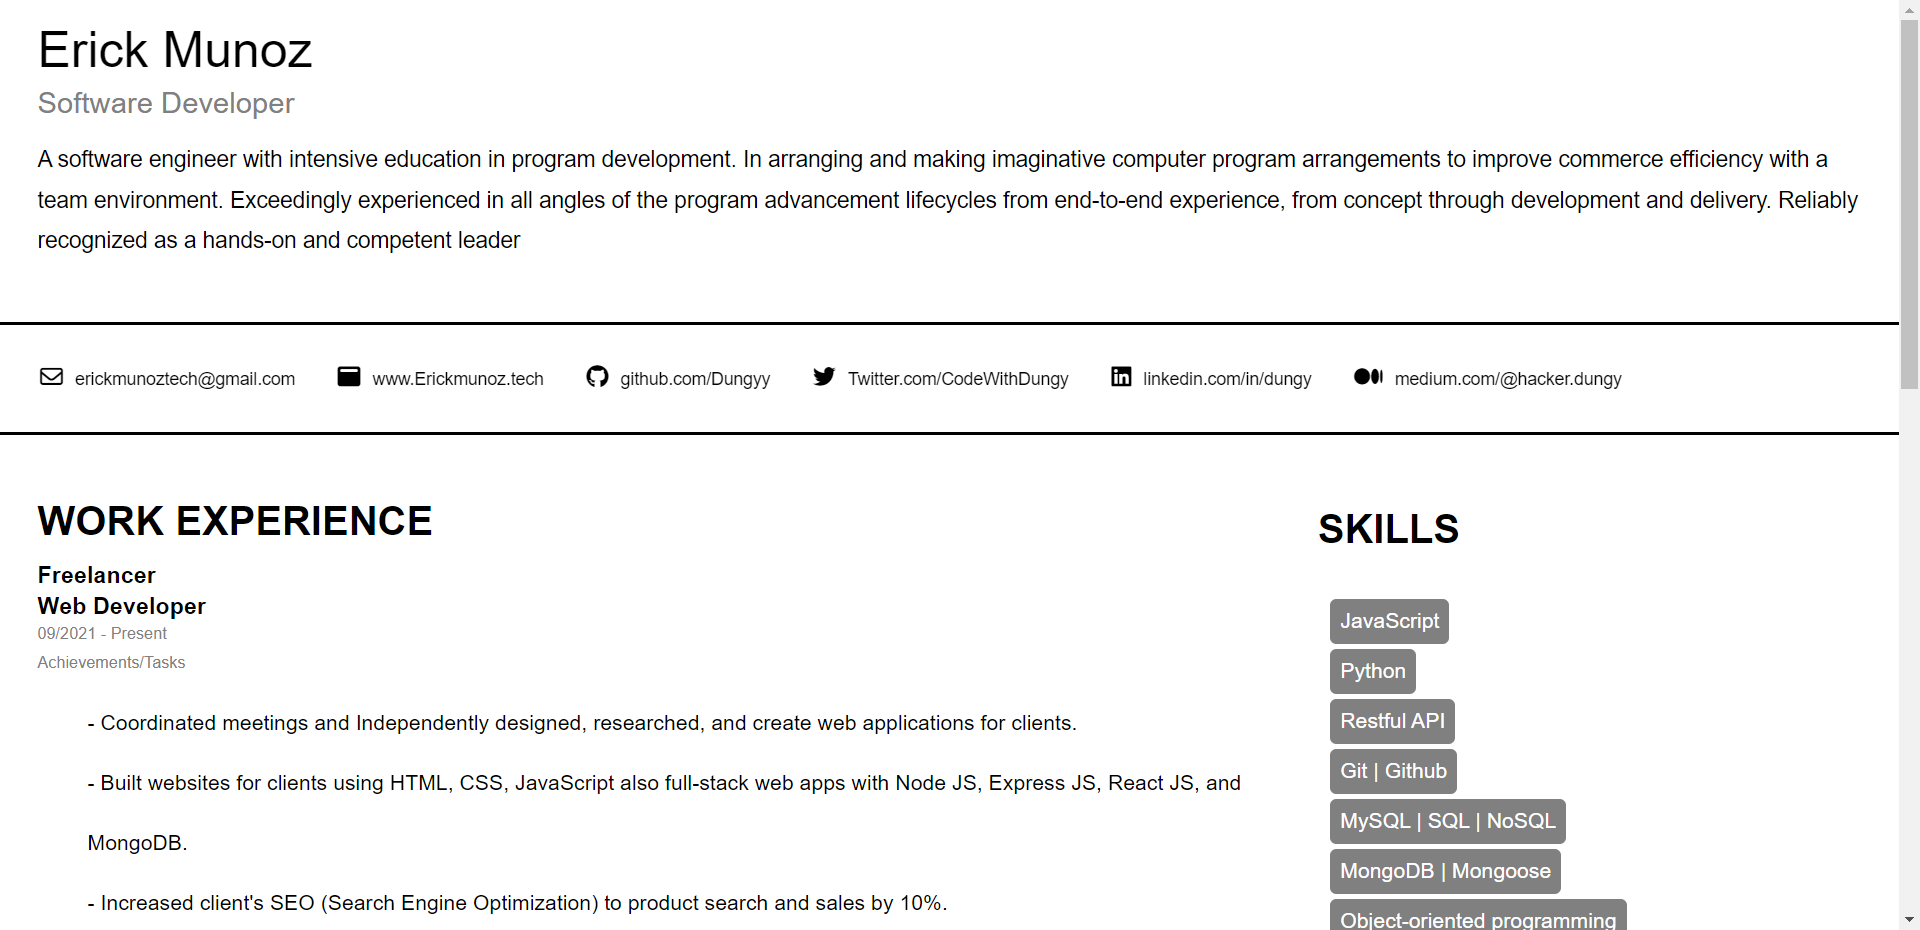 Erick Munoz
Software Developer
A software engineer with intensive education in program development. In arranging and making imaginative computer program arrangements to improve commerce efficiency with a
team environment. Exceedingly experienced in all angles of the program advancement lifecycles from end-to-end experience, from concept through development and delivery. Reliably
recognized as a hands-on and competent leader
erickmunoztech@gmail.com
www.Erickmunoz.tech
github.com/Dungyy
Twitter.com/CodeWithDungy
linkedin.com/in/dungy
medium.com/@hacker.dungy
WORK EXPERIENCE
Freelancer
Web Developer
09/2021 - Present
Achievements/Tasks
- Coordinated meetings and Independently designed, researched, and create web applications for clients.
- Built websites for clients using HTML, CSS, JavaScript also full-stack web apps with Node JS, Express JS, React JS, and
MongoDB.
- Increased client's SEO (Search Engine Optimization) to product search and sales by 10%.
SKILLS
JavaScript
Python
Restful API
Git | Github
MySQL | SQL | NoSQL
MongoDB | Mongoose
Object-oriented programming